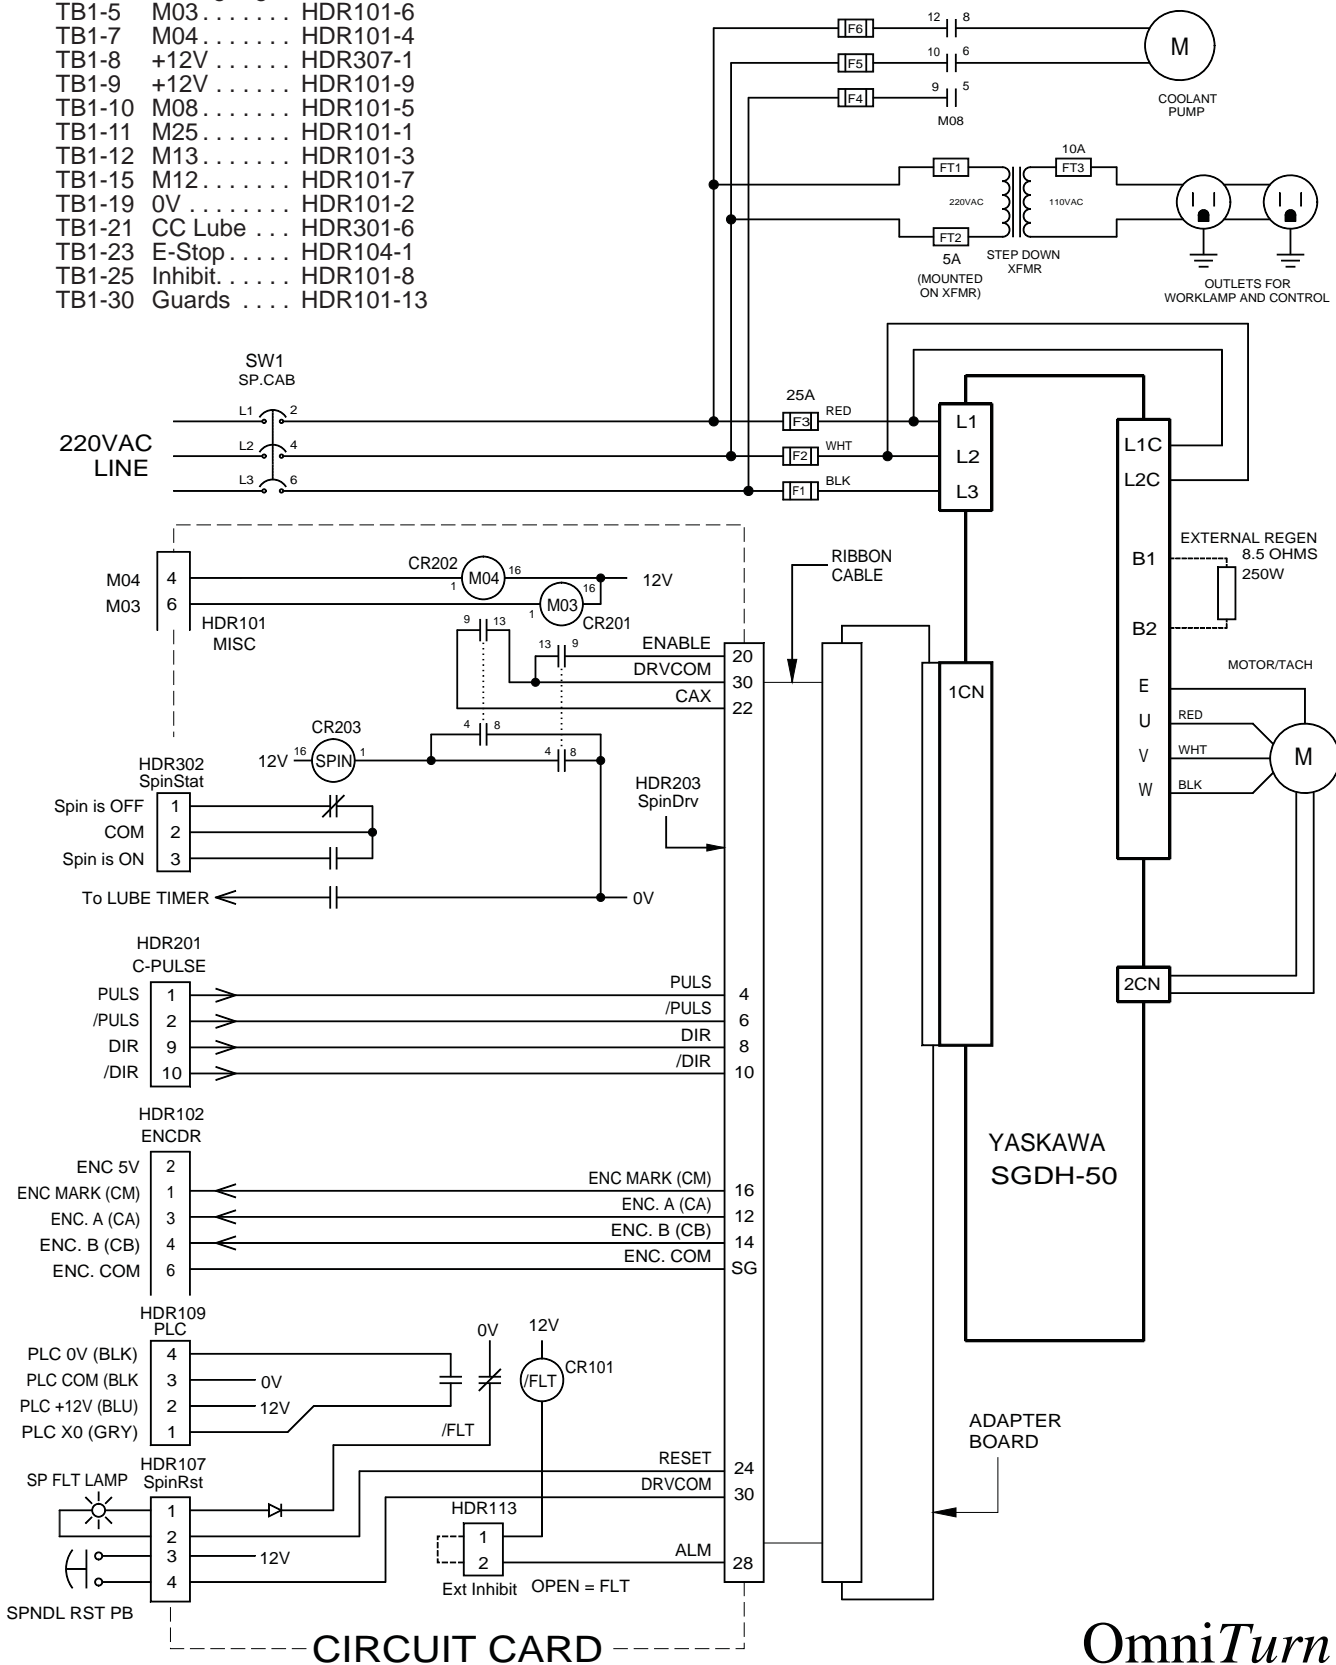 TB1-5 M03 . . . . . . . HDR101-6
TB1-7 M04 . . . . . . . HDR101-4
TB1-8 +12V . . . . . . HDR307-1
TB1-9 +12V . . . . . . HDR101-9
TB1-10 M08 . . . . . . . HDR101-5
TB1-11 M25 . . . . . . . HDR101-1
TB1-12 M13 . . . . . . . HDR101-3
TB1-15 M12 . . . . . . . HDR101-7
TB1-19 0V . . . . . . . . HDR101-2
TB1-21 CC Lube . . . HDR301-6
TB1-23 E-Stop . . . . . HDR104-1
TB1-25 Inhibit. . . . . . HDR101-8
TB1-30 Guards . . . . HDR101-13
F6 12 8
F5 10 6
F4 9 5
M08
M
COOLANT
PUMP
FT1
220VAC
FT2
5A
(MOUNTED
ON XFMR)
STEP DOWN
XFMR
10A
FT3
110VAC
OUTLETS FOR
WORKLAMP AND CONTROL
SW1
SP.CAB
220VAC
LINE
L1 2
L2 4
L3 6
25A
F3 RED
F2 WHT
F1 BLK
L1
L2
L3
L1C
L2C
B1
B2
EXTERNAL REGEN
8.5 OHMS
250W
E
U RED
V WHT
W BLK
MOTOR/TACH
M
1CN
2CN
YASKAWA
SGDH-50
RIBBON
CABLE
M04 4
M03 6
HDR101
MISC
CR202
1 M04 16
12V
1 M03 16
CR201
9 13
13 9
ENABLE 20
DRVCOM 30
CAX 22
4 8
4 8
CR203
12V 16 SPIN 1
HDR302
SpinStat
Spin is OFF 1
COM 2
Spin is ON 3
To LUBE TIMER
0V
HDR203
SpinDrv
HDR201
C-PULSE
PULS 1 PULS 4
/PULS 2 /PULS 6
DIR 9 DIR 8
/DIR 10 /DIR 10
HDR102
ENCDR
ENC 5V 2
ENC MARK (CM) 1 ENC MARK (CM) 16
ENC. A (CA) 3 ENC. A (CA) 12
ENC. B (CB) 4 ENC. B (CB) 14
ENC. COM 6 ENC. COM SG
HDR109
PLC
PLC 0V (BLK) 4
PLC COM (BLK 3 0V
PLC +12V (BLU) 2 12V
PLC X0 (GRY) 1
0V
/FLT
12V
/FLT CR101
HDR107
SpinRst
SP FLT LAMP
1
2
3 12V
4
SPNDL RST PB
RESET 24
DRVCOM 30
HDR113
1
2
Ext Inhibit
OPEN = FLT
ALM 28
ADAPTER
BOARD
CIRCUIT CARD
OmniTurn